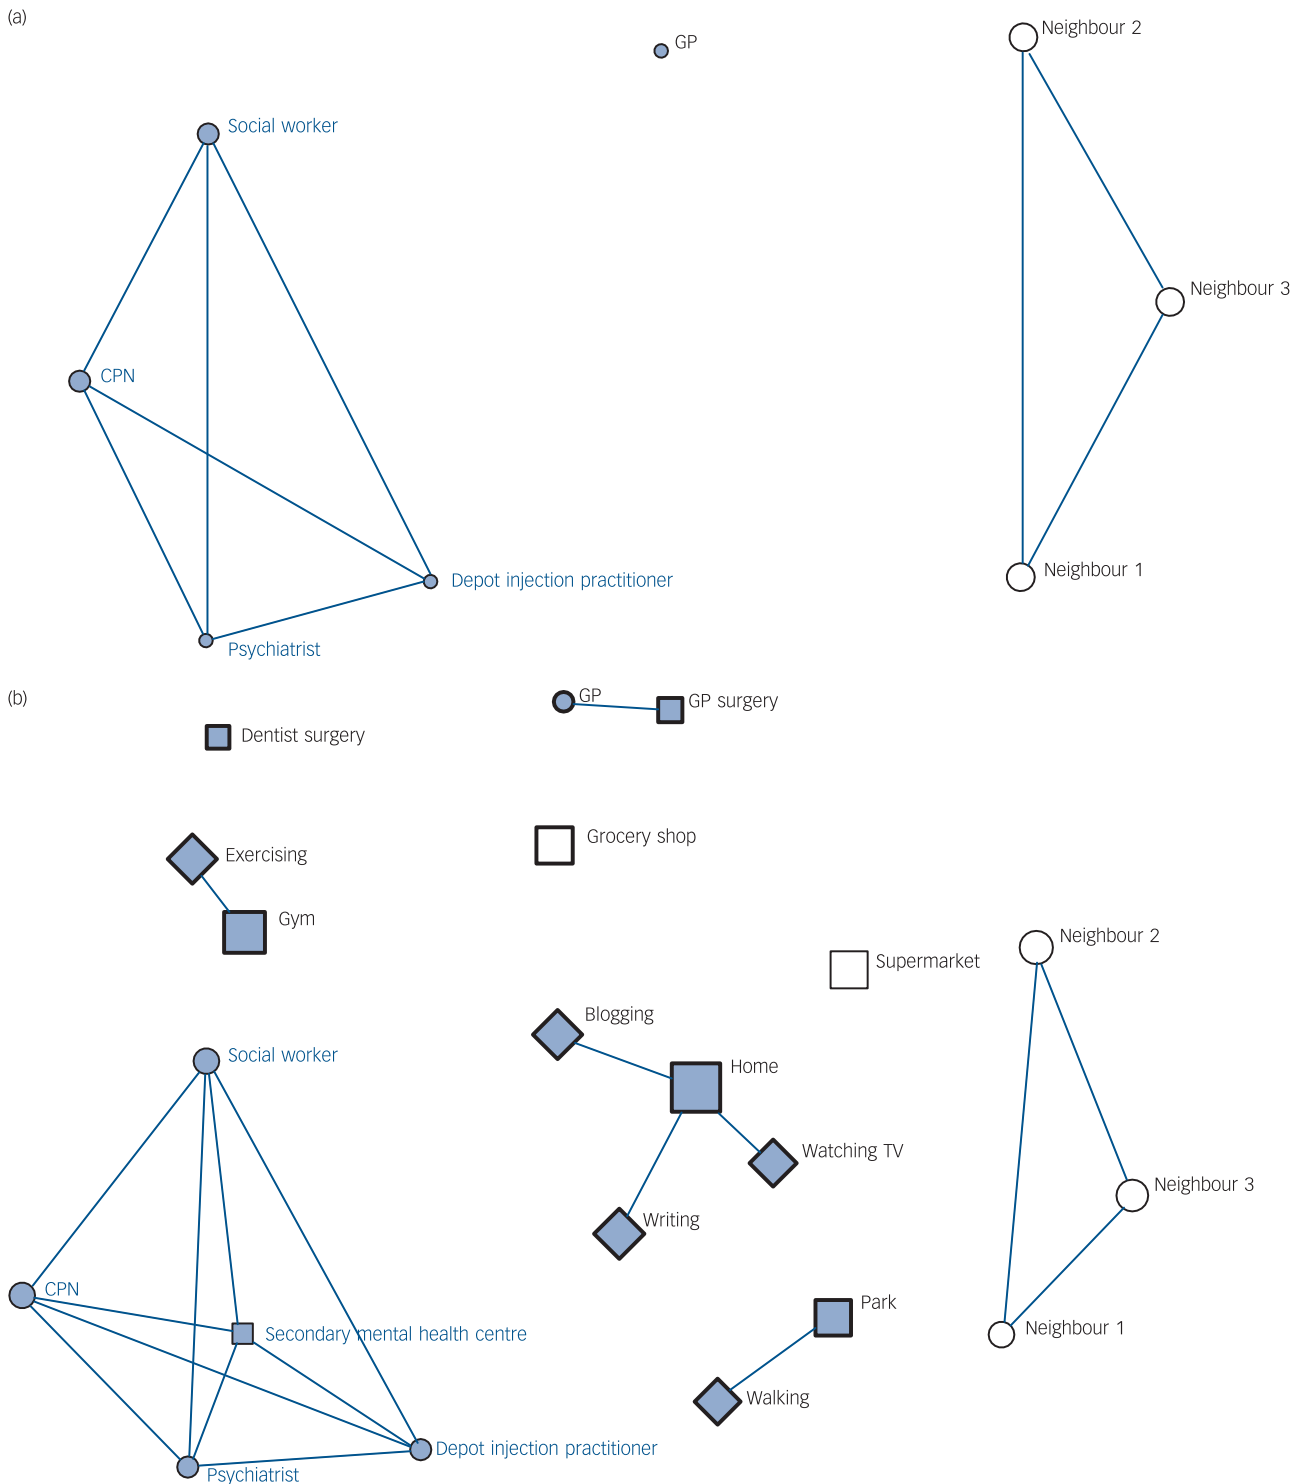 (a)
GP
Neighbour 2
Social worker
Neighbour 3
CPN
Depot injection practitioner
Neighbour 1
Psychiatrist
(b)
GP
GP surgery
Dentist surgery
Grocery shop
Exercising
Gym
Neighbour 2
Supermarket
Blogging
Social worker
Home
Watching TV
Neighbour 3
Writing
CPN
Park
Secondary mental health centre
Neighbour 1
Walking
Depot injection practitioner
Psychiatrist